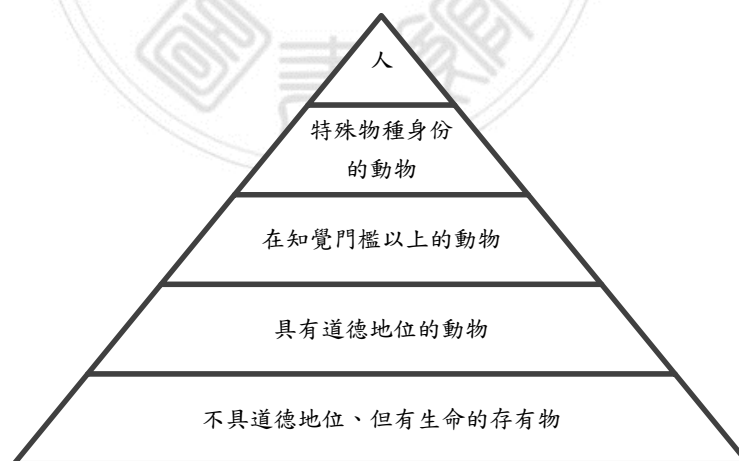 人
特殊物種身份
的動物
在知覺門檻以上的動物
具有道德地位的動物
不具道德地位、但有生命的存有物